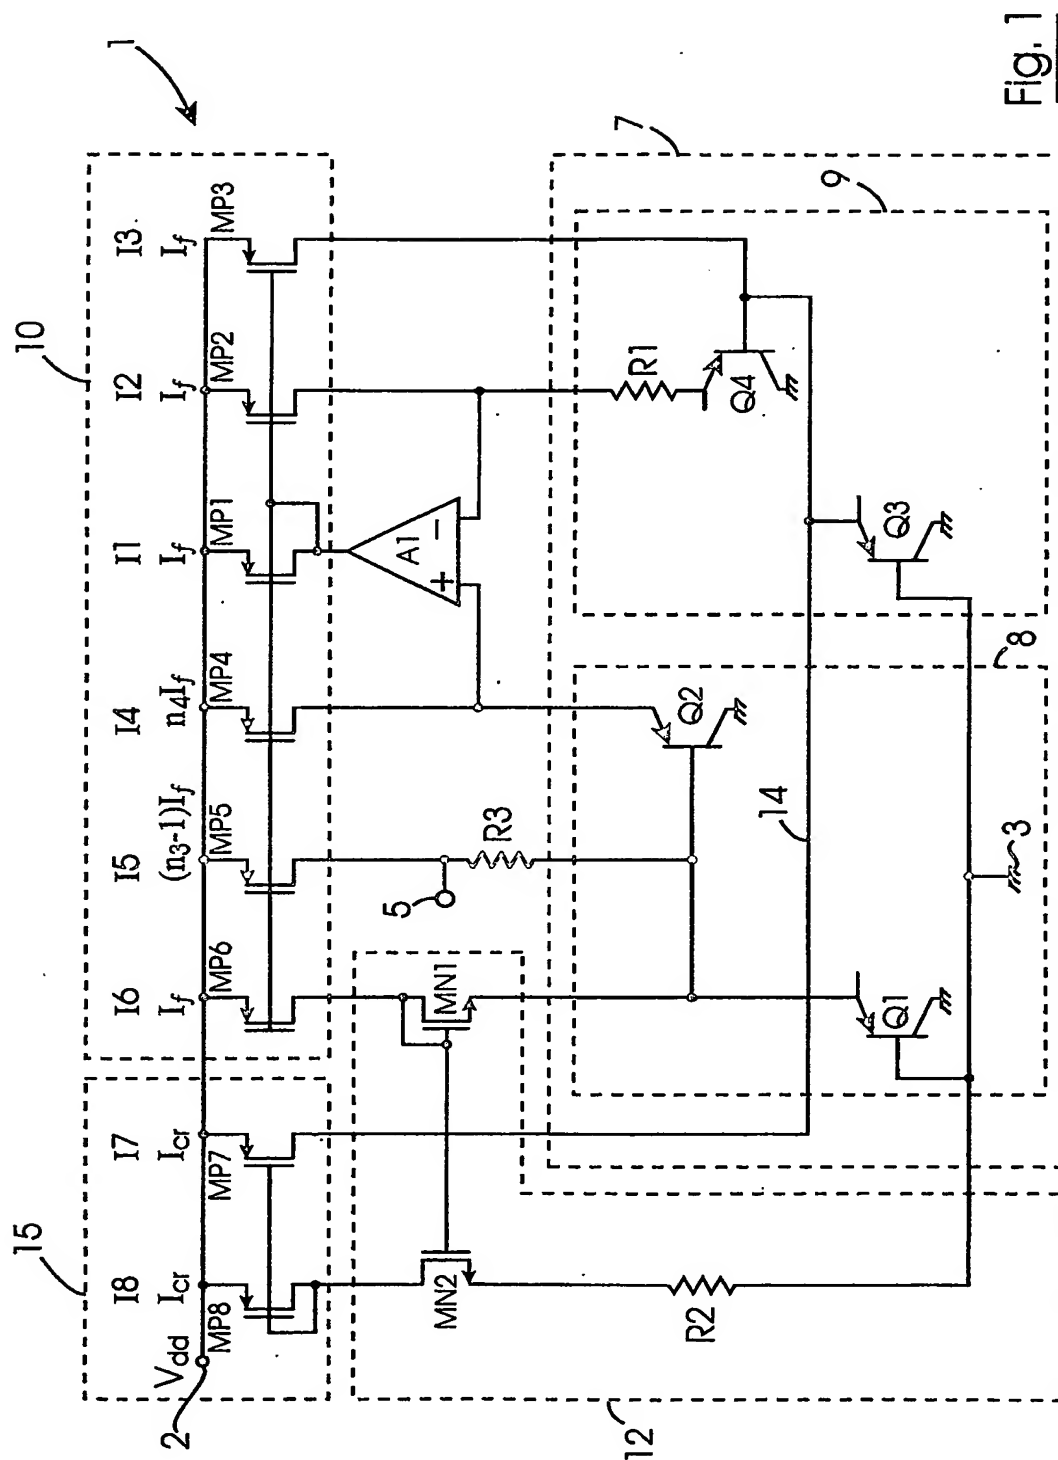 1
10
15
I8 I7 I6 I5 I4 I1 I2 I3
Icr Icr If (n3-1)If n4If If If If
Vdd
MP8 MP7 MP6 MP5 MP4 MP1 MP2 MP3
2
A1
+ −
5
MN1
MN2
R3
R1
R2
7
8
9
Q2
Q4
Q1
Q3
14
3
12
Fig. 1